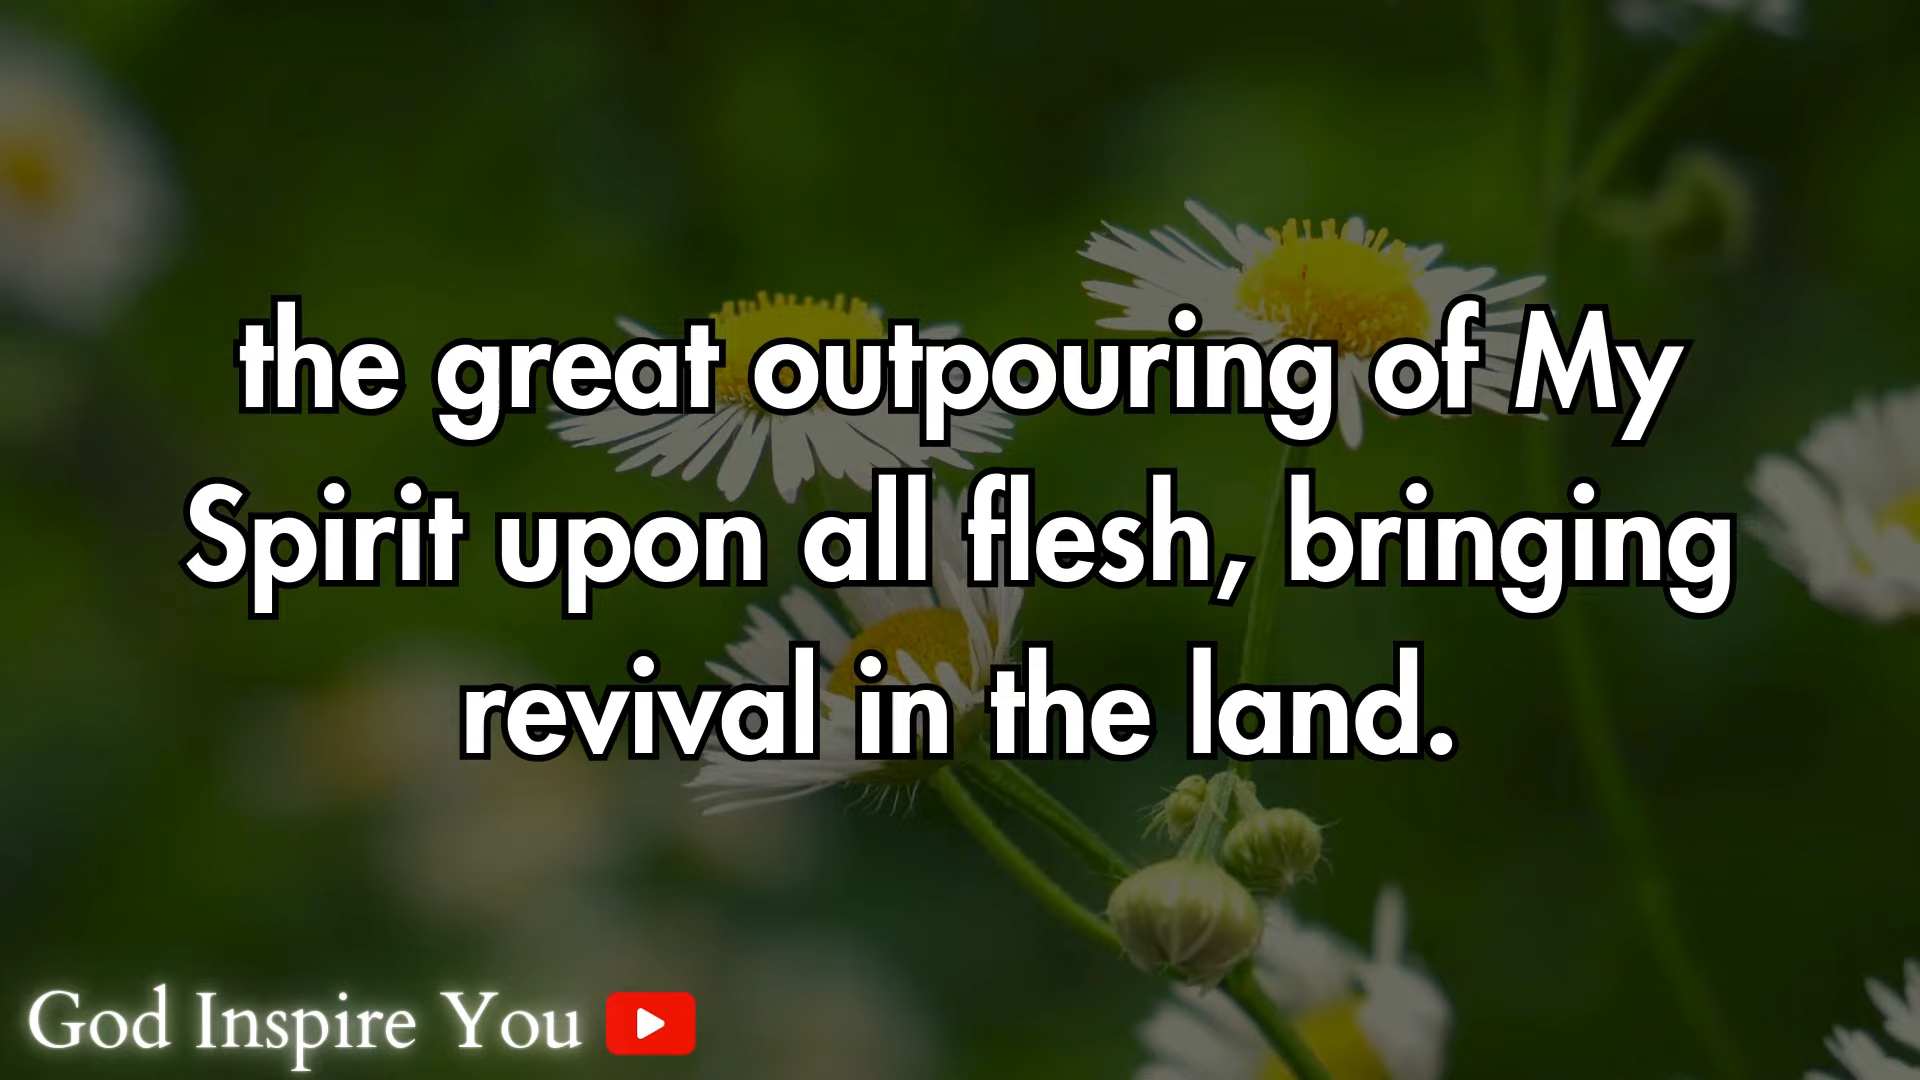 the great outpouring of My
Spirit upon all flesh, bringing
revival in the land.
God Inspire You